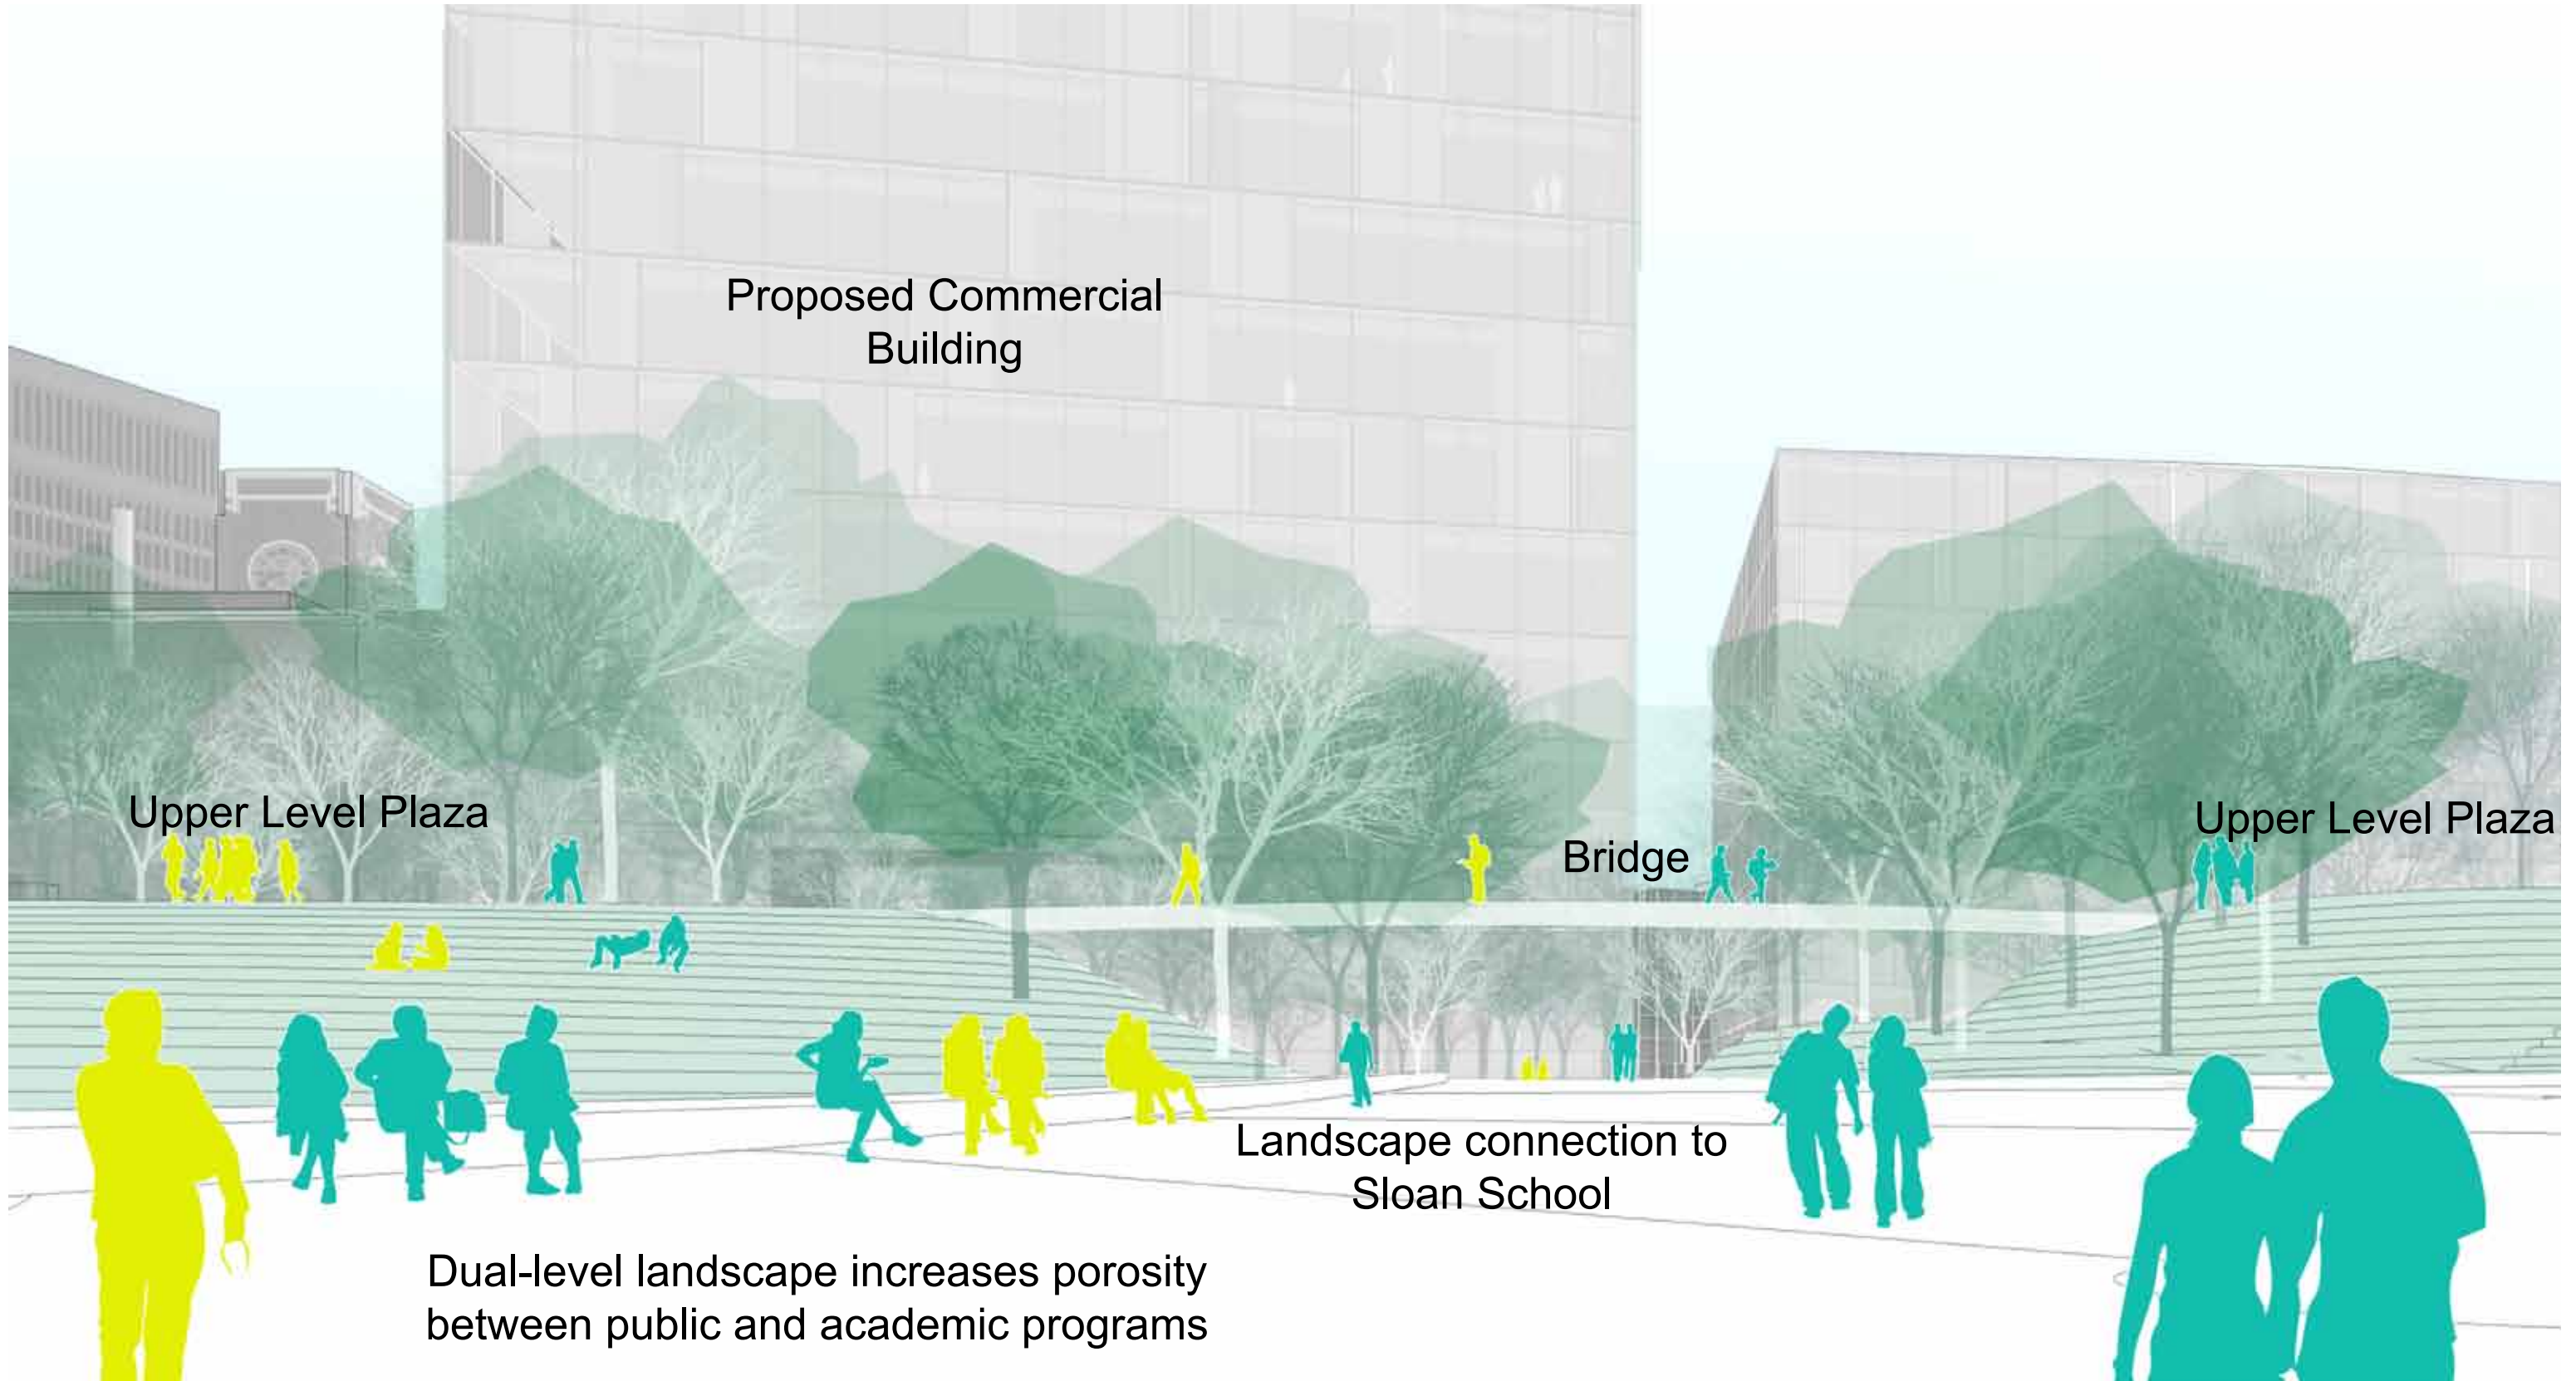 Proposed Commercial
Building
Upper Level Plaza
Upper Level Plaza
Bridge
Landscape connection to
Sloan School
Dual-level landscape increases porosity
between public and academic programs